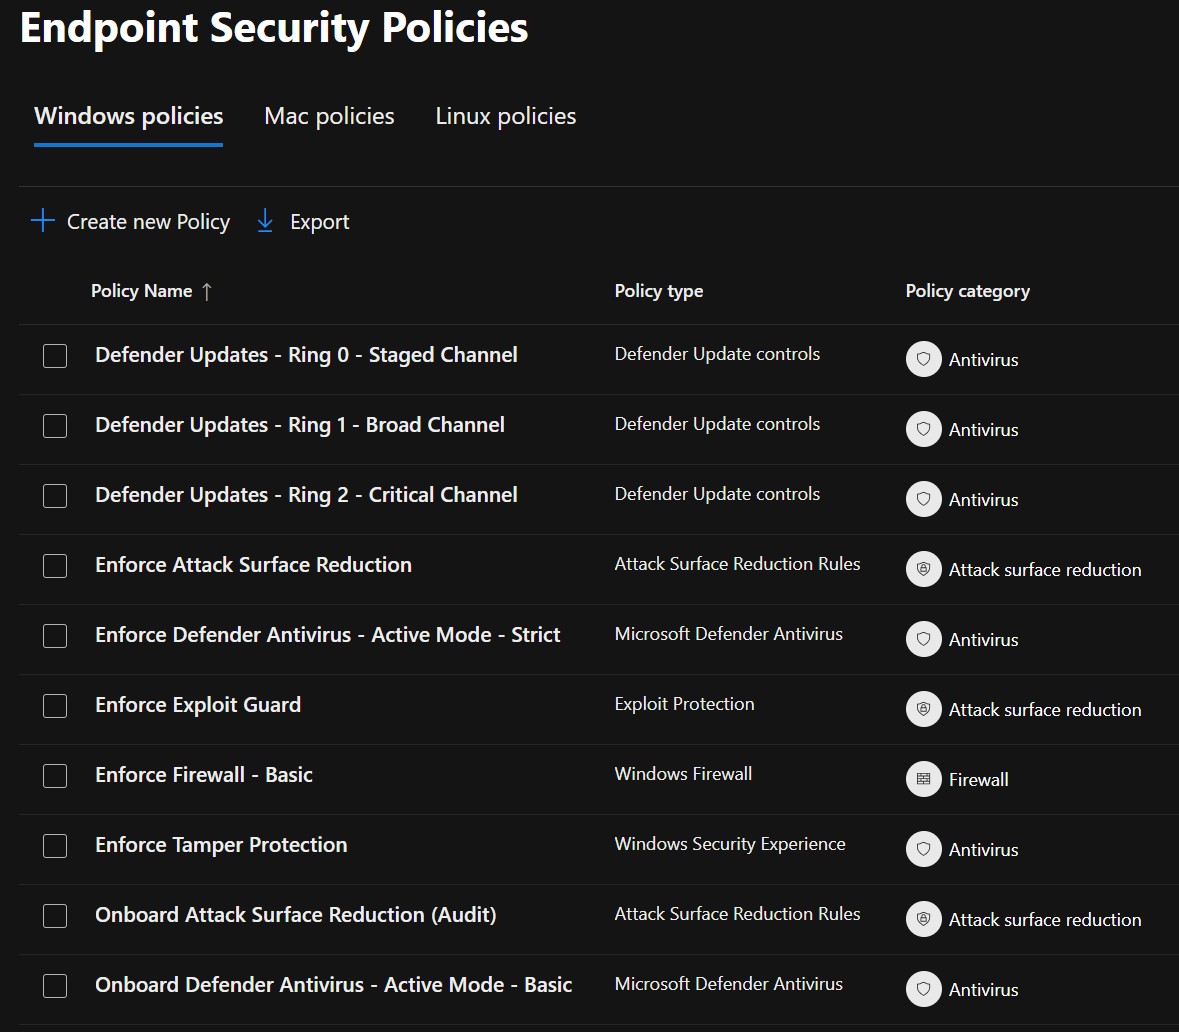 Endpoint Security Policies
Windows policies Mac policies Linux policies
Create new Policy Export
Policy Name ↑ Policy type Policy category
Defender Updates - Ring 0 - Staged Channel Defender Update controls Antivirus
Defender Updates - Ring 1 - Broad Channel Defender Update controls Antivirus
Defender Updates - Ring 2 - Critical Channel Defender Update controls Antivirus
Enforce Attack Surface Reduction Attack Surface Reduction Rules Attack surface reduction
Enforce Defender Antivirus - Active Mode - Strict Microsoft Defender Antivirus Antivirus
Enforce Exploit Guard Exploit Protection Attack surface reduction
Enforce Firewall - Basic Windows Firewall Firewall
Enforce Tamper Protection Windows Security Experience Antivirus
Onboard Attack Surface Reduction (Audit) Attack Surface Reduction Rules Attack surface reduction
Onboard Defender Antivirus - Active Mode - Basic Microsoft Defender Antivirus Antivirus